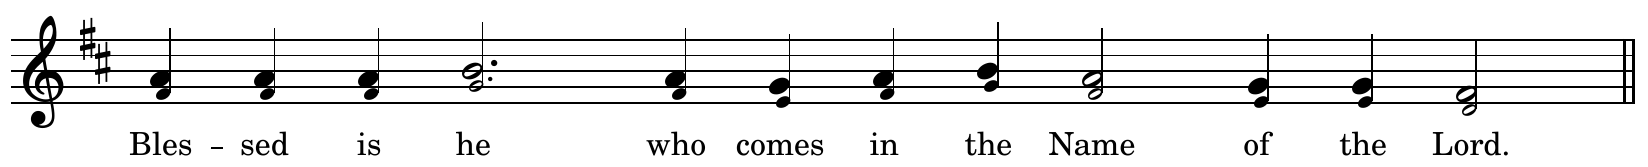 Bles - sed is he who comes in the Name of the Lord.